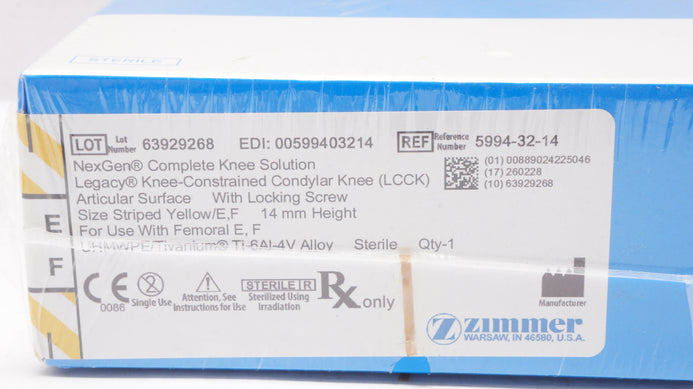 STERILE
LOT Lot Number 63929268 EDI: 00599403214 REF Reference Number 5994-32-14
NexGen® Complete Knee Solution
Legacy® Knee-Constrained Condylar Knee (LCCK)
Articular Surface With Locking Screw
Size Striped Yellow/E,F 14 mm Height
For Use With Femoral E, F
UHMWPE/Tivanium® Ti-6Al-4V Alloy Sterile Qty-1
(01) 00889024225046
(17) 260228
(10) 63929268
E
F
CE
0086
2
Single Use
Attention, See
Instructions for Use
STERILE R
Sterilized Using
Irradiation
Rx only
Manufacturer
Z zimmer
WARSAW, IN 46580, U.S.A.